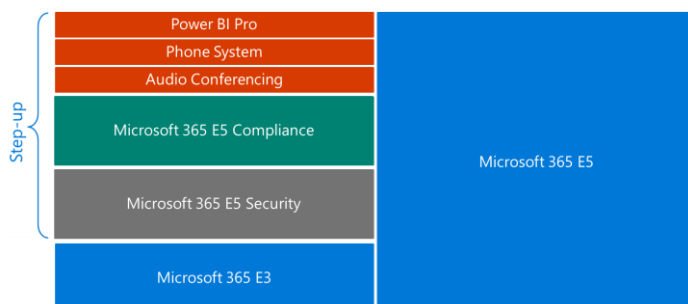 Step-up
Power BI Pro
Phone System
Audio Conferencing
Microsoft 365 E5 Compliance
Microsoft 365 E5 Security
Microsoft 365 E3
Microsoft 365 E5